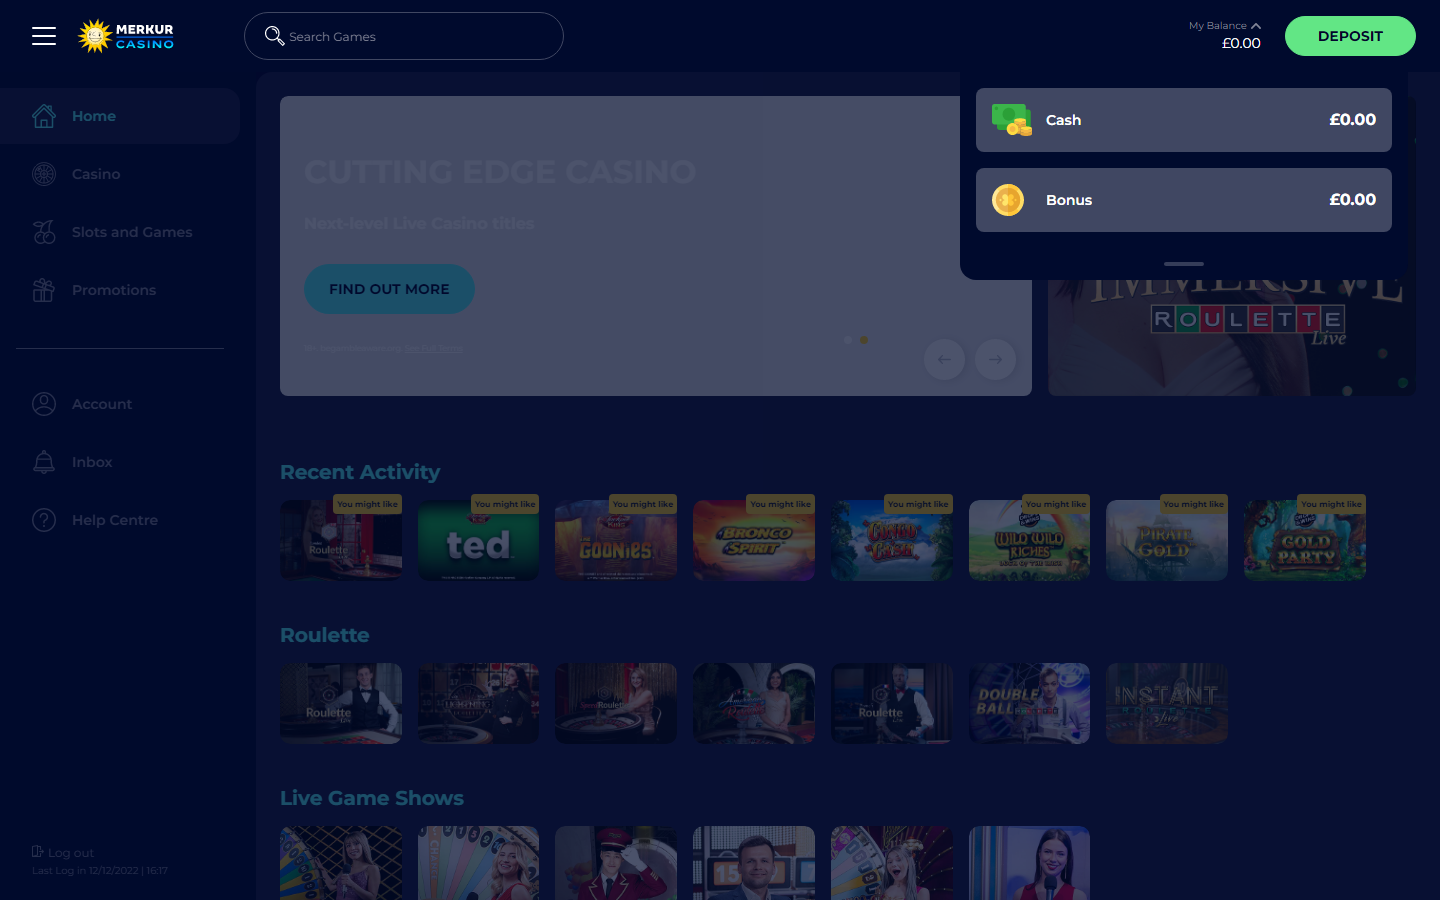 MERKUR
CASINO
Search Games
My Balance
£0.00
DEPOSIT
Cash
£0.00
Bonus
£0.00
Home
Casino
Slots and Games
Promotions
Account
Inbox
Help Centre
Log out
Last Log in 12/12/2022 | 16:17
CUTTING EDGE CASINO
Next-level Live Casino titles
FIND OUT MORE
IMMERSIVE
ROULETTE
Live
Recent Activity
You might like
You might like
You might like
You might like
You might like
You might like
You might like
You might like
Roulette
ted
GOONIES
BRONCO
SPIRIT
CASH
WILD WILD
RICHES
PIRATE
GOLD
GOLD
PARTY
Roulette
Roulette
LIGHTNING
Roulette
Roulette
DOUBLE
BALL
INSTANT
Live Game Shows